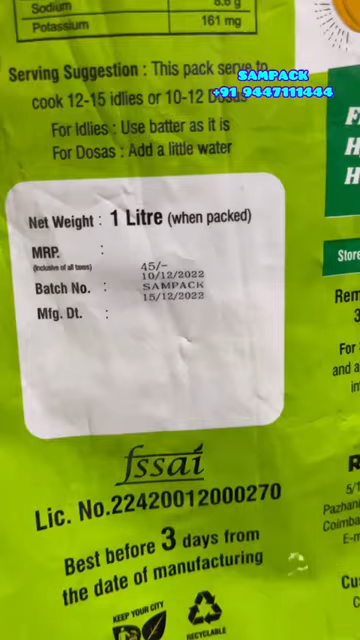 Sodium 8.6 g
Potassium 161 mg
Serving Suggestion : This pack serve to
cook 12-15 idlies or 10-12 Dosas
SAMPACK
+91 9447111444
For Idlies : Use batter as it is
For Dosas : Add a little water
Net Weight : 1 Litre (when packed)
MRP. :
(Inclusive of all taxes)
45/-
10/12/2022
Batch No. : SAMPACK
15/12/2022
Mfg. Dt. :
fssai
Lic. No.22420012000270
Best before 3 days from
the date of manufacturing
KEEP YOUR CITY
RECYCLABLE
Store
Rem
3
For
and a
in
R
5/1
Pazhani
Coimba
E-m
Cus
C